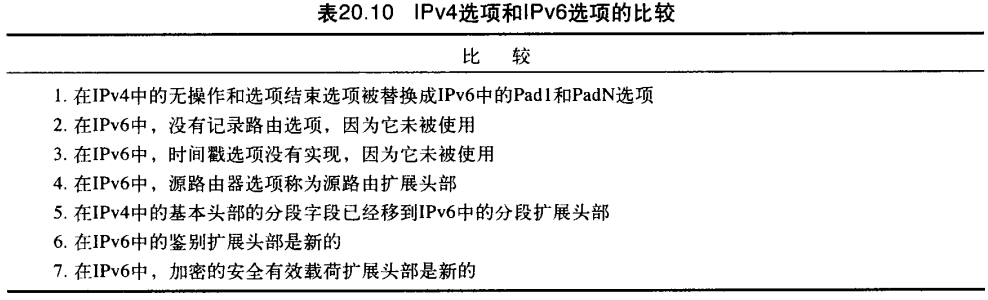 表20.10 IPv4选项和IPv6选项的比较
比 较
1. 在IPv4中的无操作和选项结束选项被替换成IPv6中的Pad1和PadN选项
2. 在IPv6中，没有记录路由选项，因为它未被使用
3. 在IPv6中，时间戳选项没有实现，因为它未被使用
4. 在IPv6中，源路由器选项称为源路由扩展头部
5. 在IPv4中的基本头部的分段字段已经移到IPv6中的分段扩展头部
6. 在IPv6中的鉴别扩展头部是新的
7. 在IPv6中，加密的安全有效载荷扩展头部是新的